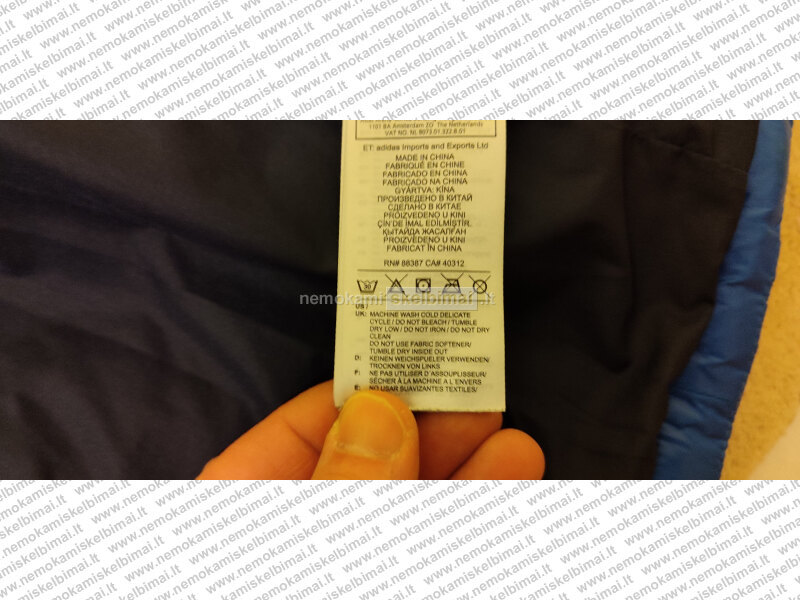 1101 BA Amsterdam ZO The Netherlands
VAT NO. NL 8073.01.322.B.01
ET: adidas Imports and Exports Ltd
MADE IN CHINA
FABRIQUÉ EN CHINE
FABRICADO EN CHINA
FABRICADO NA CHINA
GYÁRTVA: KÍNA
ПРОИЗВЕДЕНО В КИТАЙ
СДЕЛАНО В КИТАЕ
PROIZVEDENO U KINI
ÇİN'DE İMAL EDİLMİŞTİR.
ҚЫТАЙДА ЖАСАЛҒАН
PROIZVEDENO U KINI
FABRICAT ÎN CHINA
RN# 88387 CA# 40312
30
nemokamiskelbimai.lt
US/
UK: MACHINE WASH COLD DELICATE
CYCLE / DO NOT BLEACH / TUMBLE
DRY LOW / DO NOT IRON / DO NOT DRY
CLEAN
DO NOT USE FABRIC SOFTENER/
TUMBLE DRY INSIDE OUT
D: KEINEN WEICHSPUELER VERWENDEN/
TROCKNEN VON LINKS
F: NE PAS UTILISER D'ASSOUPLISSEUR/
SÉCHER À LA MACHINE A L'ENVERS
E: NO USAR SUAVIZANTES TEXTILES/